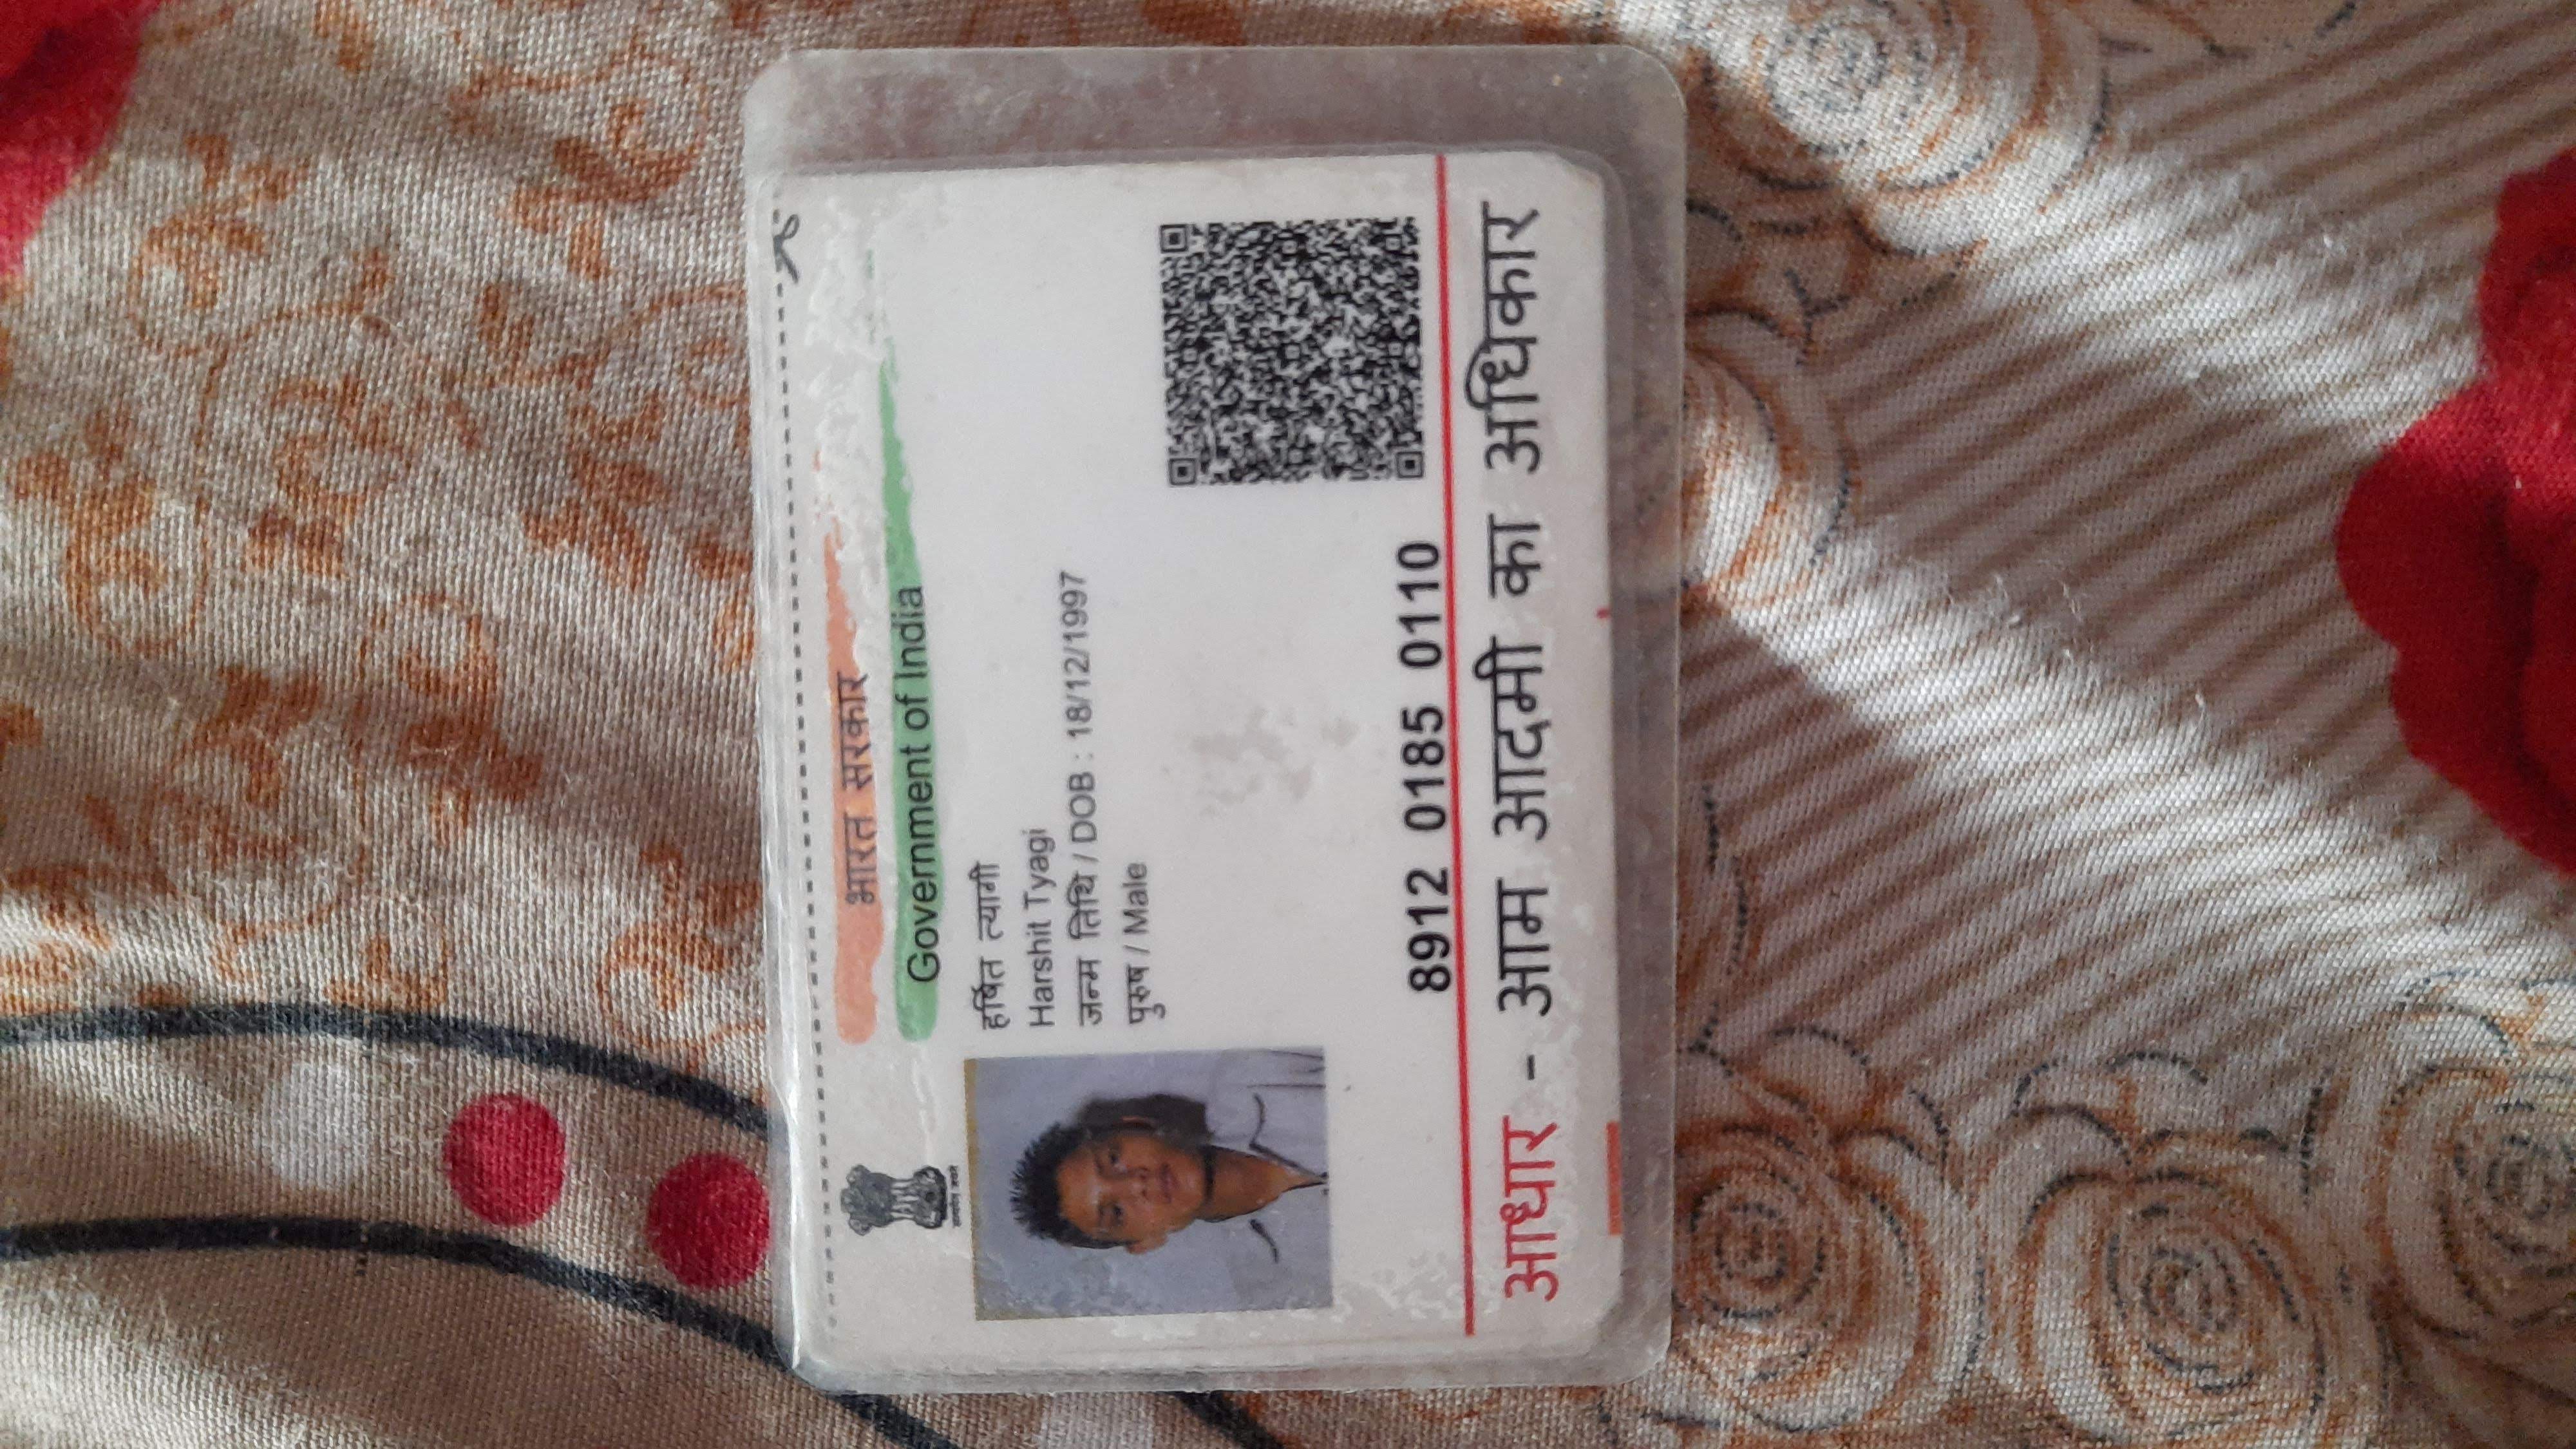 भारत सरकार
Government of India
सत्यमेव जयते
हर्षित त्यागी
Harshit Tyagi
जन्म तिथि / DOB : 18/12/1997
पुरुष / Male
8912 0185 0110
आधार - आम आदमी का अधिकार